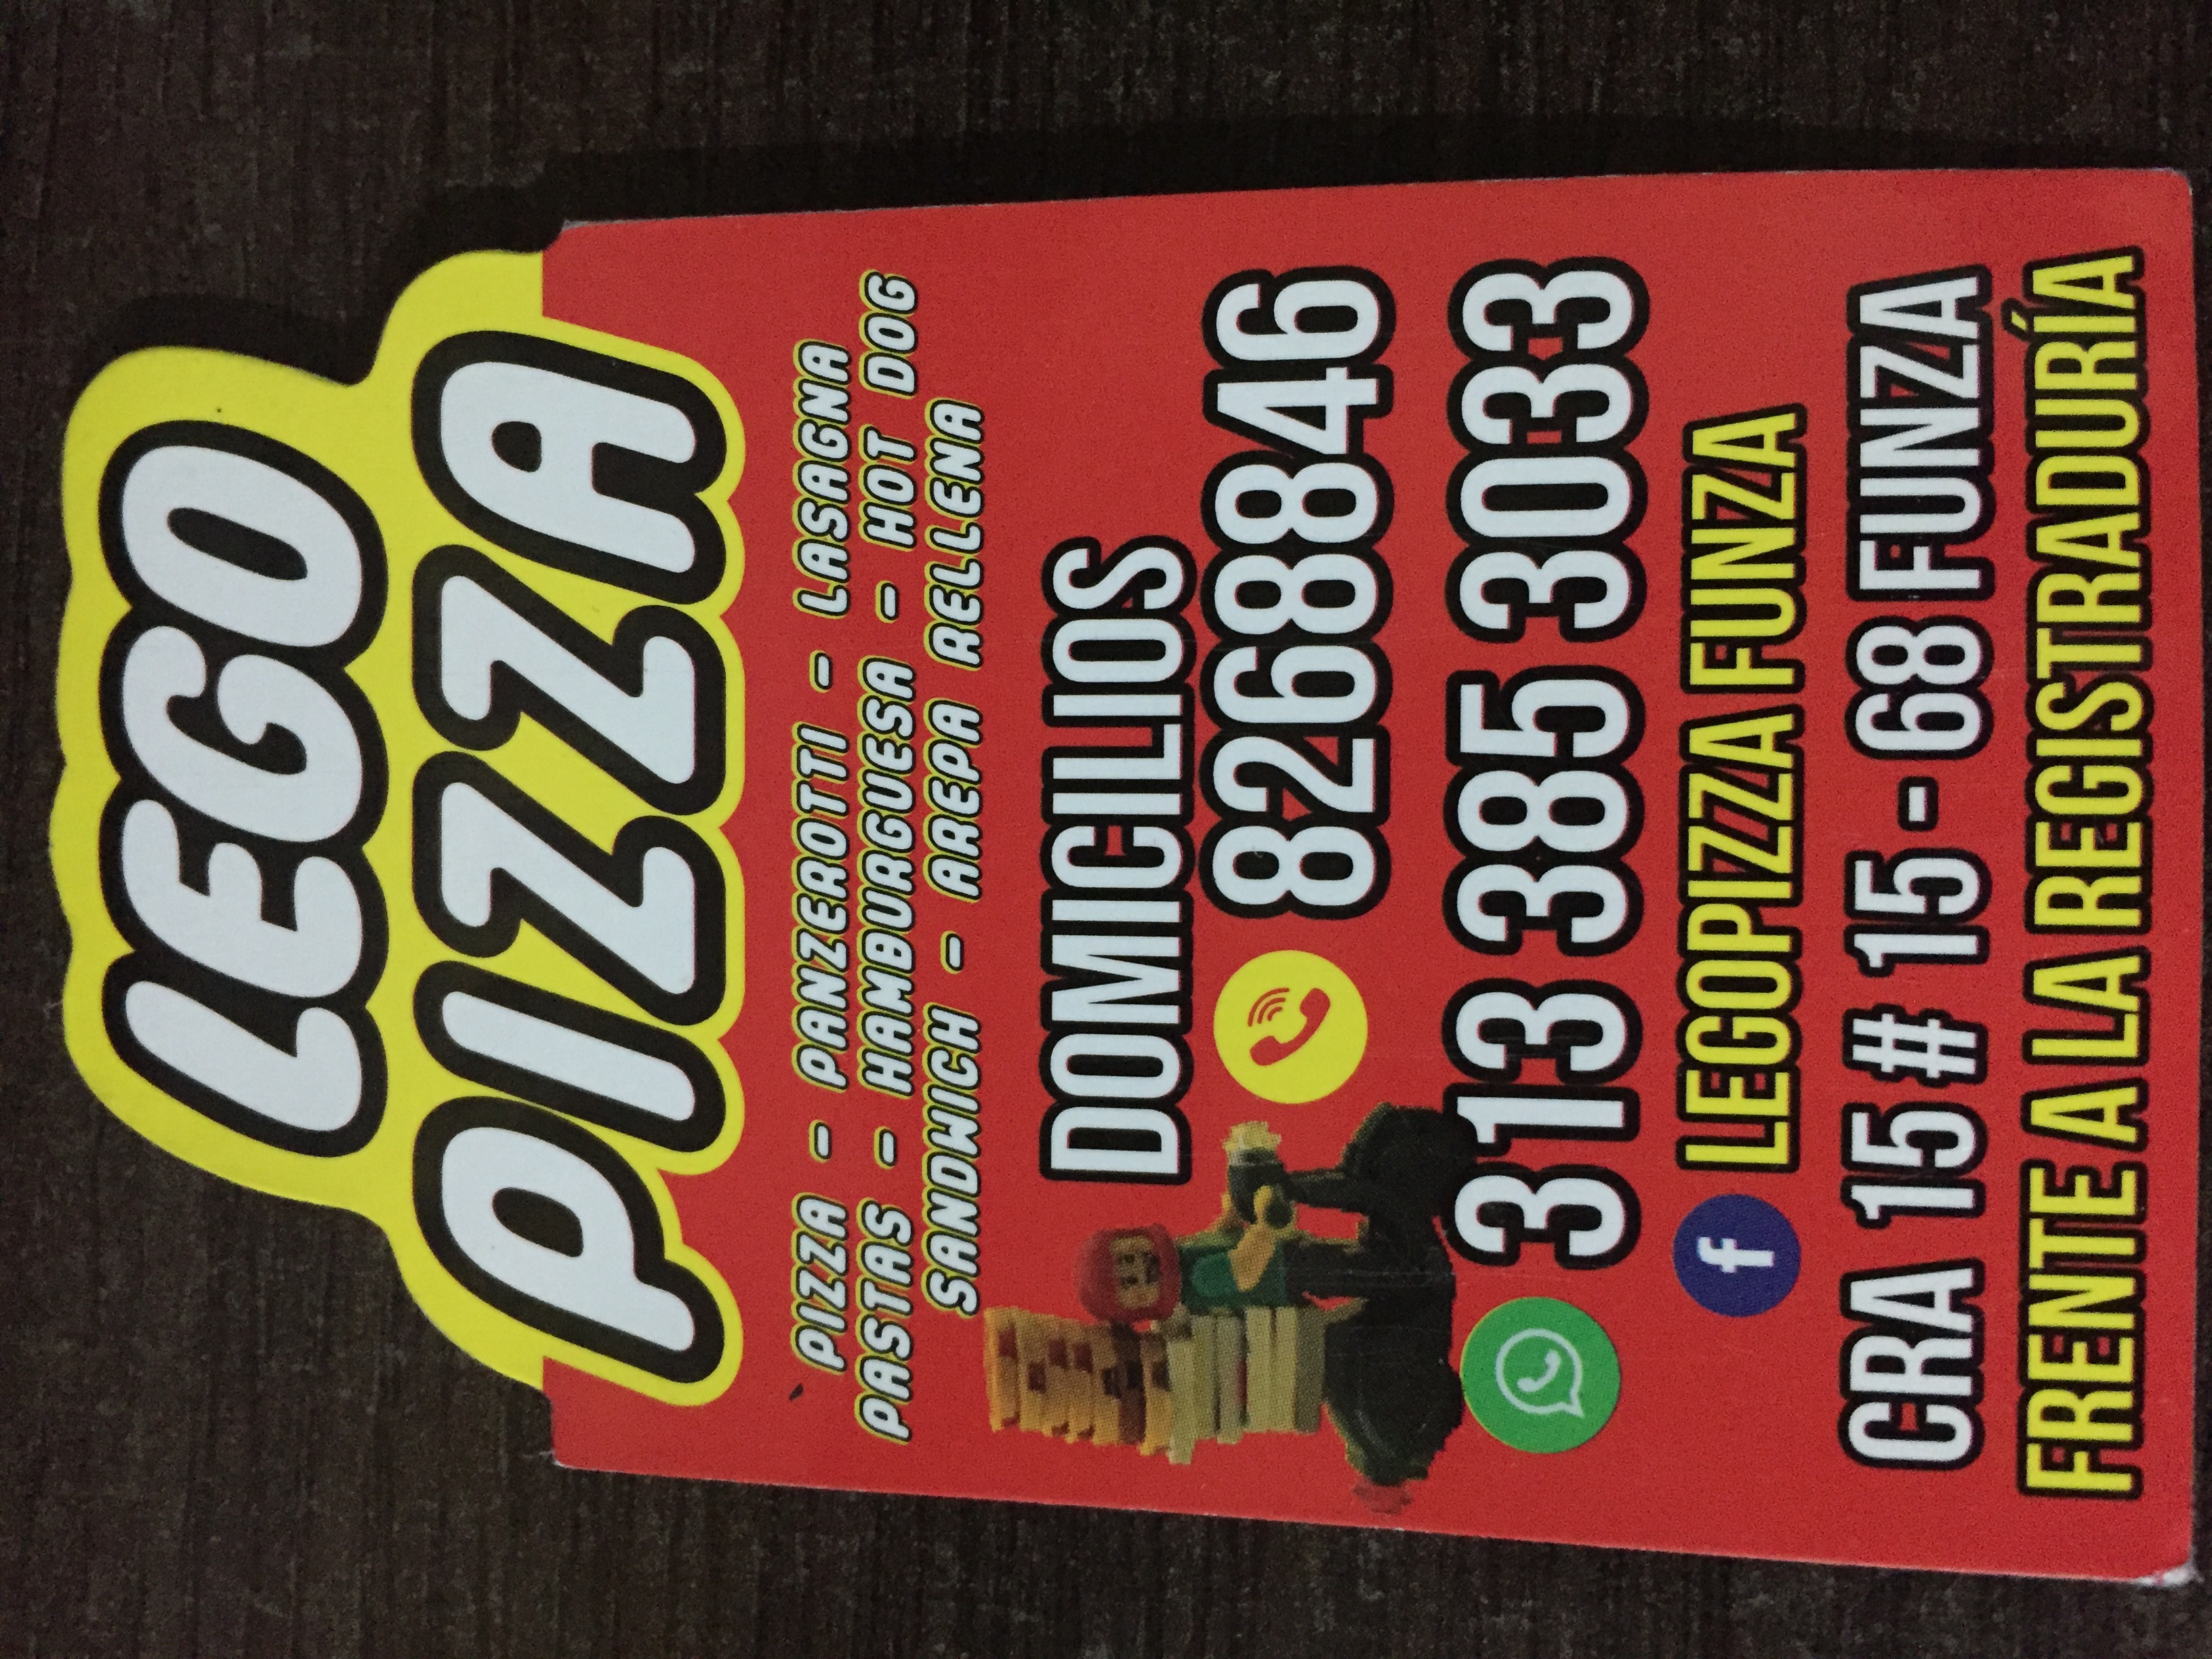 LEGO
PIZZA
PIZZA - PANZEROTTI - LASAGNA
PASTAS - HAMBURGUESA - HOT DOG
SANDWICH - AREPA RELLENA
DOMICILIOS
8268846
313 385 3033
f LEGOPIZZA FUNZA
CRA 15 # 15 - 68 FUNZA
FRENTE A LA REGISTRADURÍA